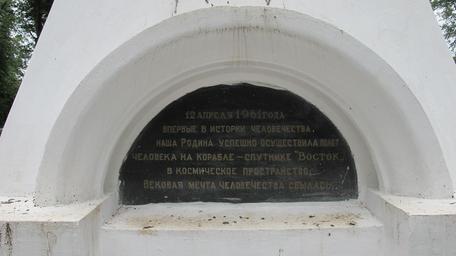 12 АПРЕЛЯ 1961 ГОДА
ВПЕРВЫЕ В ИСТОРИИ ЧЕЛОВЕЧЕСТВА,
НАША РОДИНА УСПЕШНО ОСУЩЕСТВИЛА ПОЛЕТ
ЧЕЛОВЕКА НА КОРАБЛЕ-СПУТНИКЕ "ВОСТОК"
В КОСМИЧЕСКОЕ ПРОСТРАНСТВО.
ВЕКОВАЯ МЕЧТА ЧЕЛОВЕЧЕСТВА СБЫЛАСЬ.